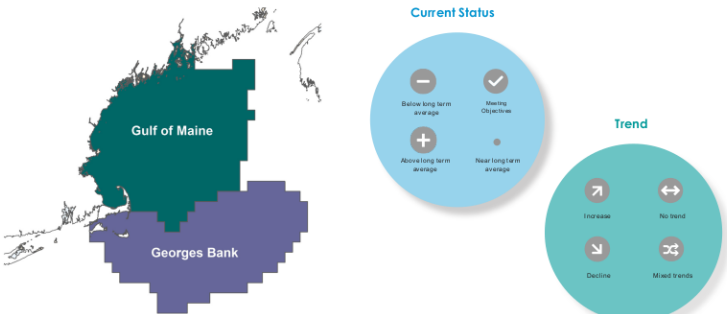 Current Status
Below long term
average
Meeting
Objectives
Above long term
average
Near long term
average
Gulf of Maine
Georges Bank
Trend
Increase
No trend
Decline
Mixed trends